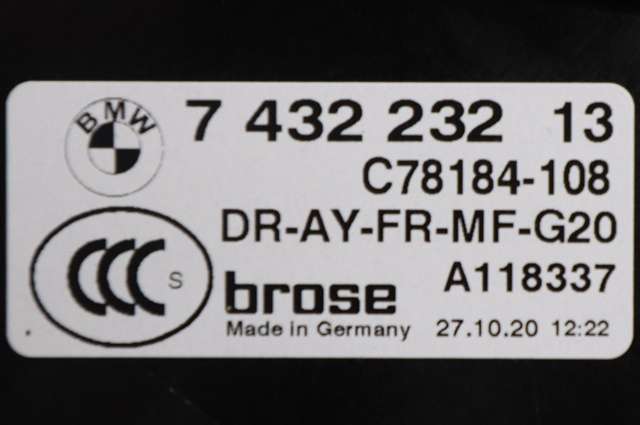 BMW 7 432 232 13
C78184-108
DR-AY-FR-MF-G20
CCC S brose A118337
Made in Germany 27.10.20 12:22